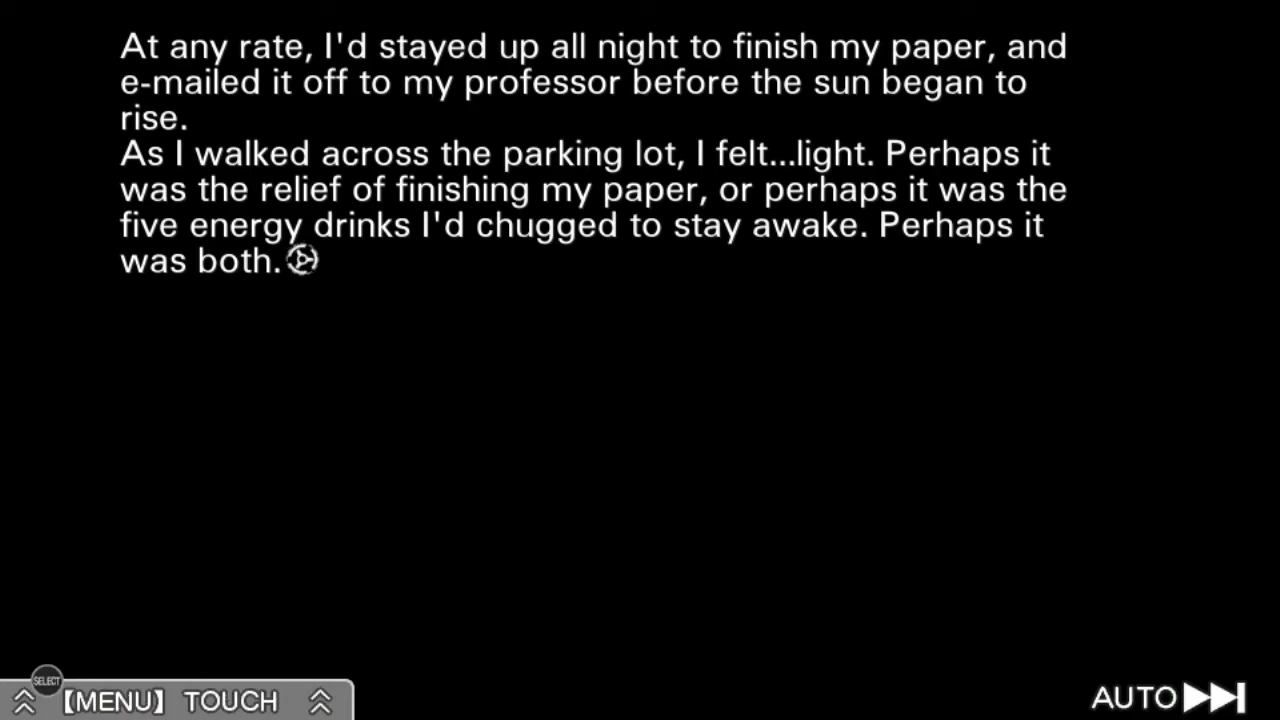 At any rate, I'd stayed up all night to finish my paper, and
e-mailed it off to my professor before the sun began to
rise.
As I walked across the parking lot, I felt...light. Perhaps it
was the relief of finishing my paper, or perhaps it was the
five energy drinks I'd chugged to stay awake. Perhaps it
was both.
SELECT
【MENU】 TOUCH
AUTO